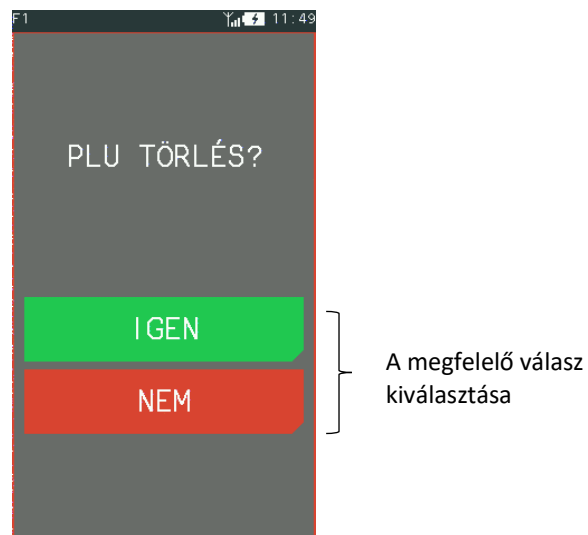 F1 11:49
PLU TÖRLÉS?
IGEN
NEM
A megfelelő válasz
kiválasztása